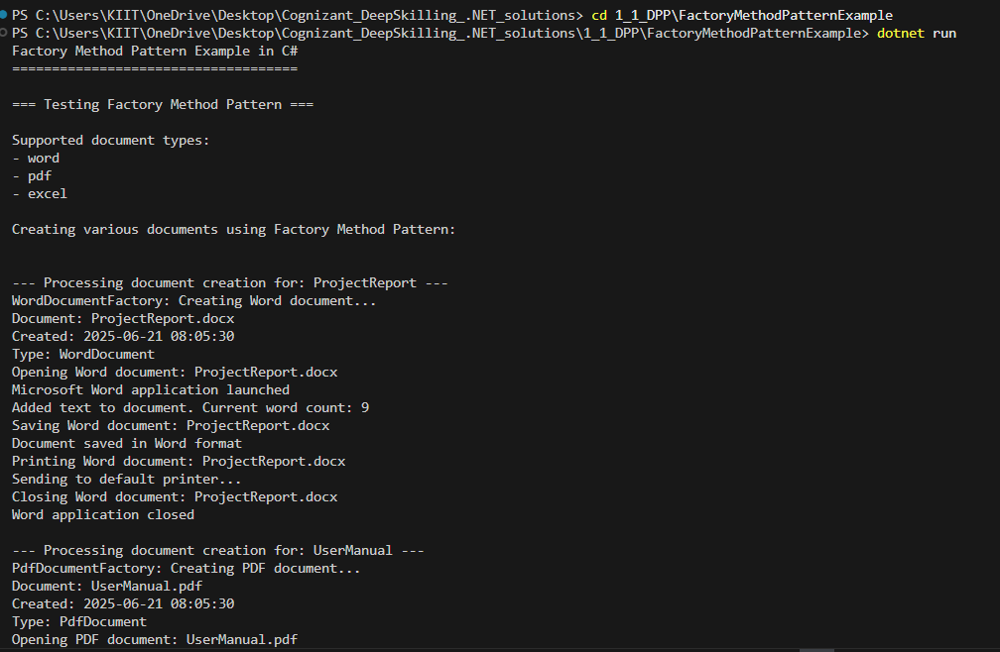 PS C:\Users\KIIT\OneDrive\Desktop\Cognizant_DeepSkilling_.NET_solutions> cd 1_1_DPP\FactoryMethodPatternExample
PS C:\Users\KIIT\OneDrive\Desktop\Cognizant_DeepSkilling_.NET_solutions\1_1_DPP\FactoryMethodPatternExample> dotnet run
Factory Method Pattern Example in C#
====================================
=== Testing Factory Method Pattern ===
Supported document types:
- word
- pdf
- excel
Creating various documents using Factory Method Pattern:
--- Processing document creation for: ProjectReport ---
WordDocumentFactory: Creating Word document...
Document: ProjectReport.docx
Created: 2025-06-21 08:05:30
Type: WordDocument
Opening Word document: ProjectReport.docx
Microsoft Word application launched
Added text to document. Current word count: 9
Saving Word document: ProjectReport.docx
Document saved in Word format
Printing Word document: ProjectReport.docx
Sending to default printer...
Closing Word document: ProjectReport.docx
Word application closed
--- Processing document creation for: UserManual ---
PdfDocumentFactory: Creating PDF document...
Document: UserManual.pdf
Created: 2025-06-21 08:05:30
Type: PdfDocument
Opening PDF document: UserManual.pdf